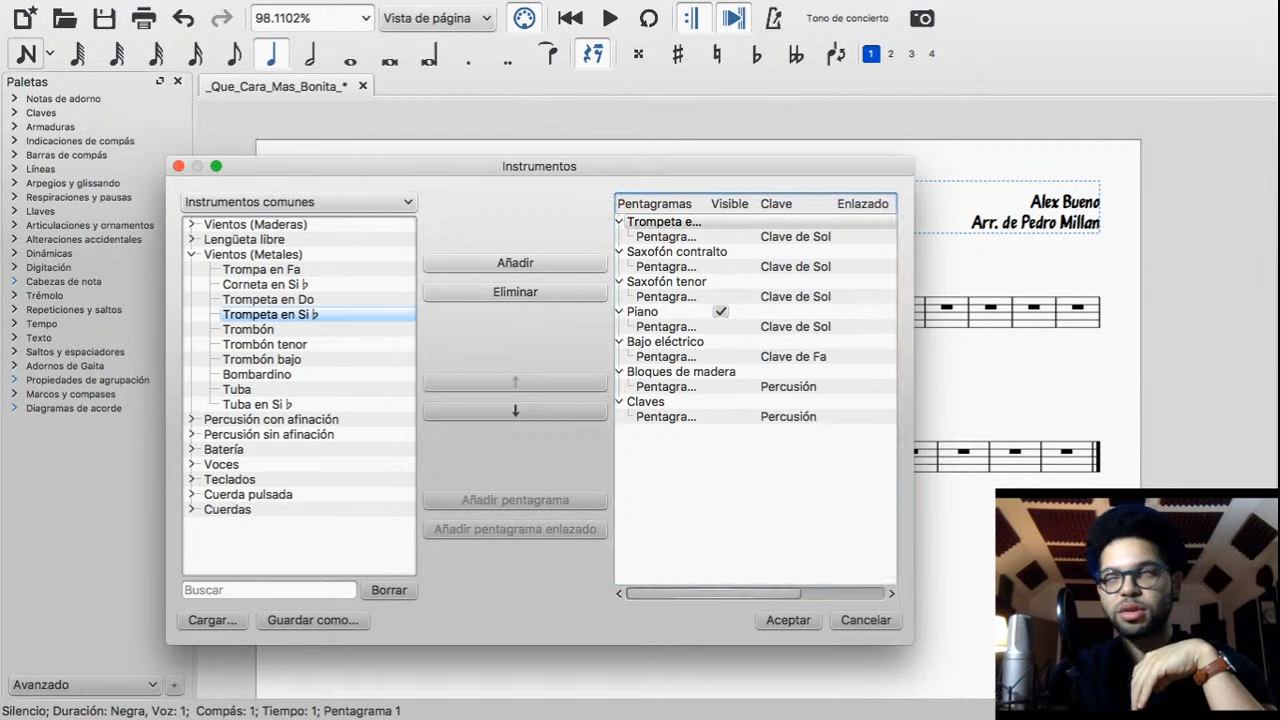 98.1102%
Vista de página
Tono de concierto
1 2 3 4
Paletas
_Que_Cara_Mas_Bonita_*
Notas de adorno
Claves
Armaduras
Indicaciones de compás
Barras de compás
Líneas
Arpegios y glissando
Respiraciones y pausas
Llaves
Articulaciones y ornamentos
Alteraciones accidentales
Dinámicas
Digitación
Cabezas de nota
Trémolo
Repeticiones y saltos
Tempo
Texto
Saltos y espaciadores
Adornos de Gaita
Propiedades de agrupación
Marcos y compases
Diagramas de acorde
Avanzado
Alex Bueno
Arr. de Pedro Millan
Instrumentos
Instrumentos comunes
Vientos (Maderas)
Lengüeta libre
Vientos (Metales)
Trompa en Fa
Corneta en Si♭
Trompeta en Do
Trompeta en Si♭
Trombón
Trombón tenor
Trombón bajo
Bombardino
Tuba
Tuba en Si♭
Percusión con afinación
Percusión sin afinación
Batería
Voces
Teclados
Cuerda pulsada
Cuerdas
Buscar
Borrar
Cargar...
Guardar como...
Añadir
Eliminar
↑
↓
Añadir pentagrama
Añadir pentagrama enlazado
Pentagramas Visible Clave Enlazado
Trompeta e...
Pentagra... Clave de Sol
Saxofón contralto
Pentagra... Clave de Sol
Saxofón tenor
Pentagra... Clave de Sol
Piano
Pentagra... Clave de Sol
Bajo eléctrico
Pentagra... Clave de Fa
Bloques de madera
Pentagra... Percusión
Claves
Pentagra... Percusión
Aceptar
Cancelar
Silencio; Duración: Negra, Voz: 1; Compás: 1; Tiempo: 1; Pentagrama 1